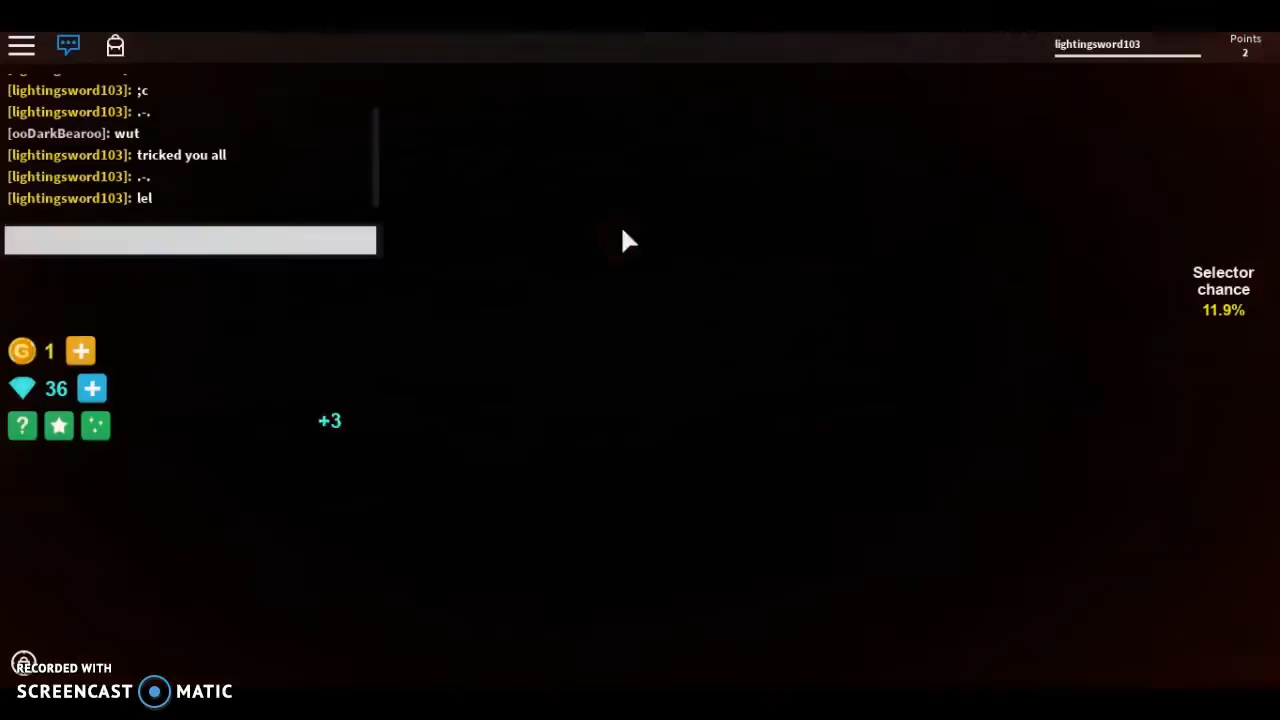 lightingsword103
Points
2
[lightingsword103]: ;c
[lightingsword103]: .-.
[ooDarkBearoo]: wut
[lightingsword103]: tricked you all
[lightingsword103]: .-.
[lightingsword103]: lel
Selector
chance
11.9%
G 1 +
36 +
?
+3
RECORDED WITH
SCREENCAST MATIC